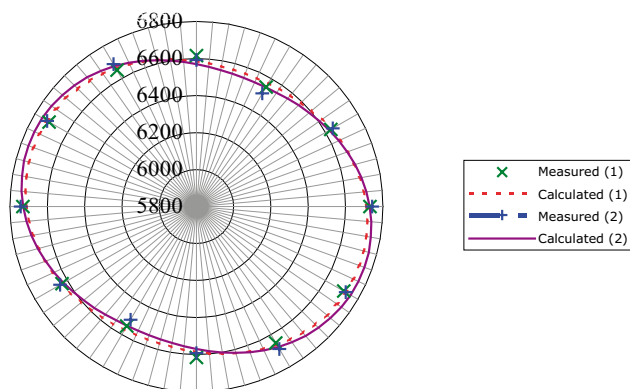 6800
6600
6400
6200
6000
5800
Measured (1)
Calculated (1)
Measured (2)
Calculated (2)